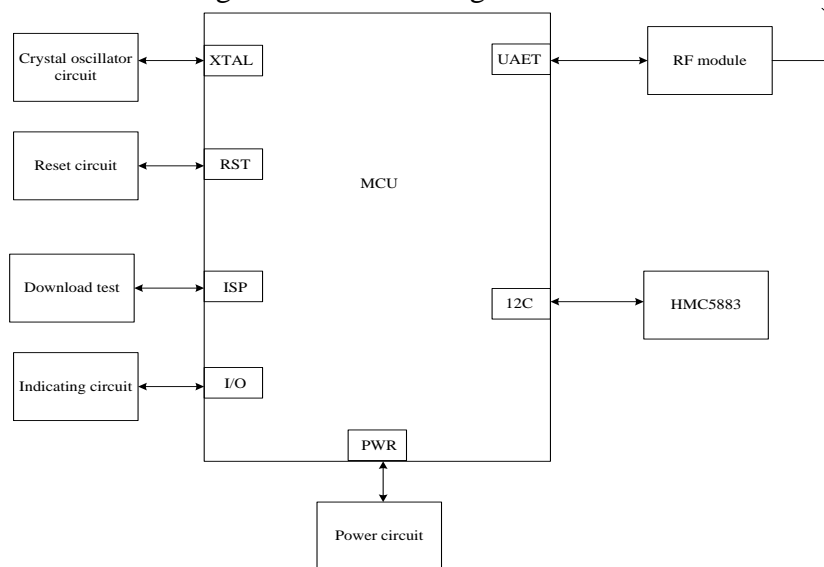 Crystal oscillator
circuit
XTAL
UAET
RF module
Reset circuit
RST
MCU
Download test
ISP
12C
HMC5883
Indicating circuit
I/O
PWR
Power circuit